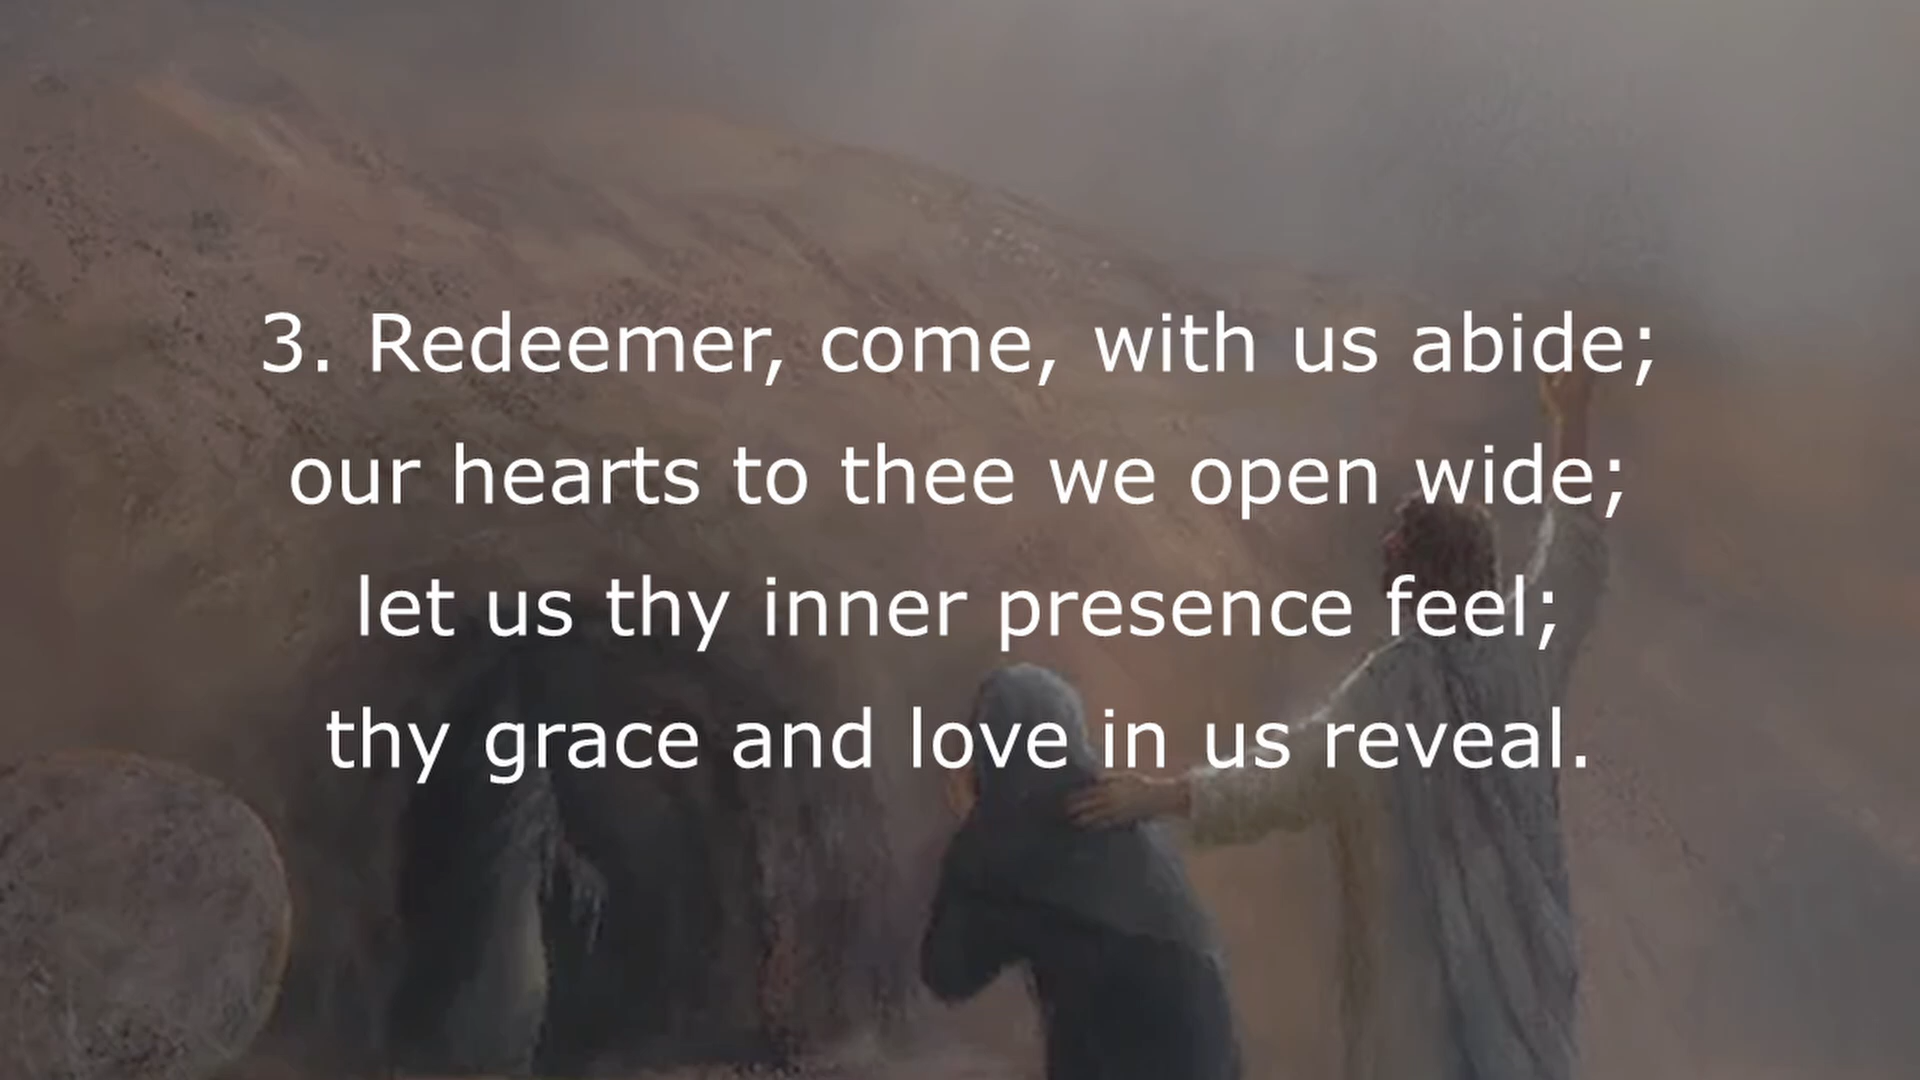 3. Redeemer, come, with us abide;
our hearts to thee we open wide;
let us thy inner presence feel;
thy grace and love in us reveal.